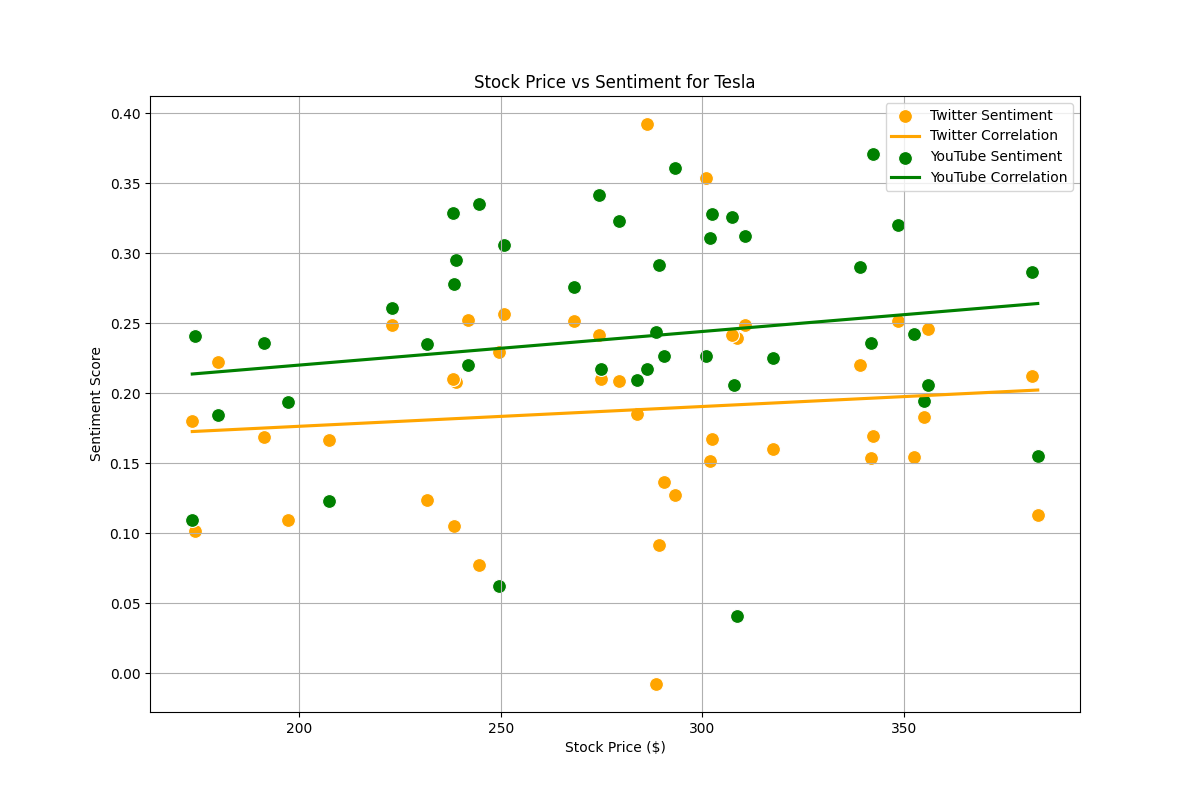 Stock Price vs Sentiment for Tesla
Twitter Sentiment
Twitter Correlation
YouTube Sentiment
YouTube Correlation
Sentiment Score
0.40
0.35
0.30
0.25
0.20
0.15
0.10
0.05
0.00
200
250
300
350
Stock Price ($)